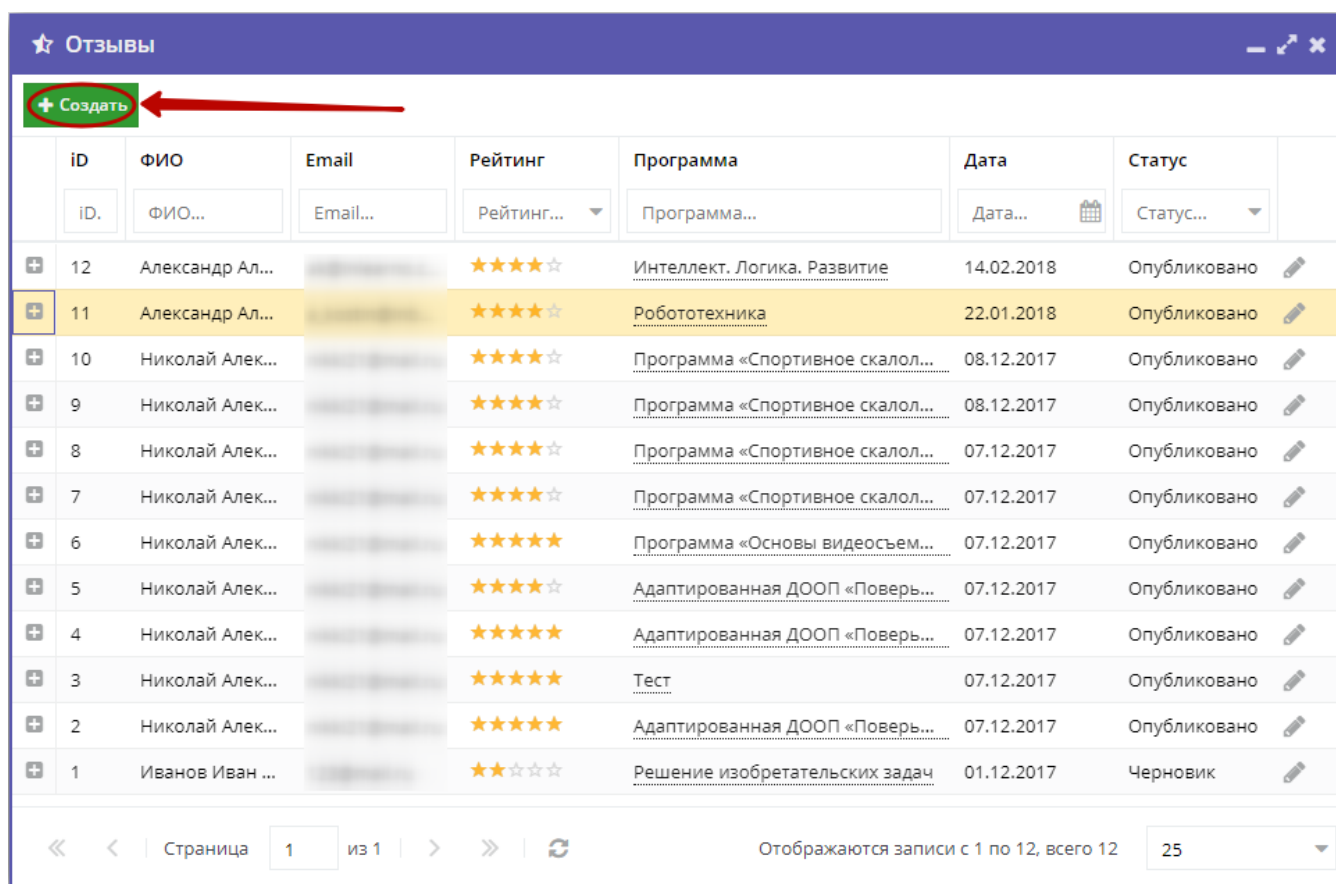 Отзывы
Создать
iD ФИО Email Рейтинг Программа Дата Статус
iD. ФИО... Email... Рейтинг... Программа... Дата... Статус...
12 Александр Ал... Интеллект. Логика. Развитие 14.02.2018 Опубликовано
11 Александр Ал... Робототехника 22.01.2018 Опубликовано
10 Николай Алек... Программа «Спортивное скалол... 08.12.2017 Опубликовано
9 Николай Алек... Программа «Спортивное скалол... 08.12.2017 Опубликовано
8 Николай Алек... Программа «Спортивное скалол... 07.12.2017 Опубликовано
7 Николай Алек... Программа «Спортивное скалол... 07.12.2017 Опубликовано
6 Николай Алек... Программа «Основы видеосъем... 07.12.2017 Опубликовано
5 Николай Алек... Адаптированная ДООП «Поверь... 07.12.2017 Опубликовано
4 Николай Алек... Адаптированная ДООП «Поверь... 07.12.2017 Опубликовано
3 Николай Алек... Тест 07.12.2017 Опубликовано
2 Николай Алек... Адаптированная ДООП «Поверь... 07.12.2017 Опубликовано
1 Иванов Иван ... Решение изобретательских задач 01.12.2017 Черновик
Страница 1 из 1 Отображаются записи с 1 по 12, всего 12 25